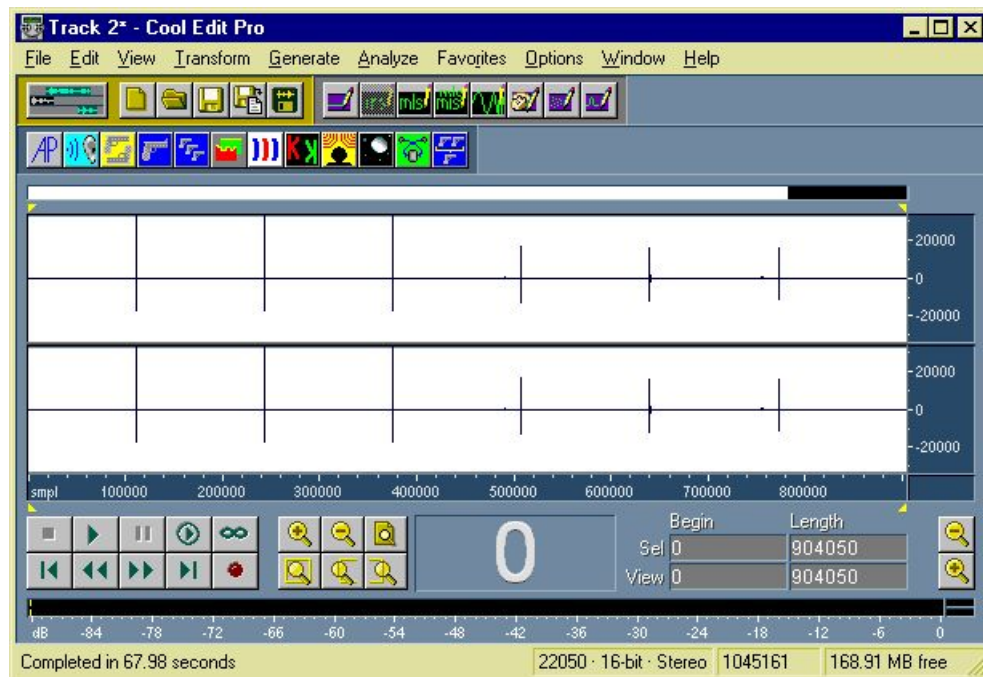 Track 2* - Cool Edit Pro
File Edit View Transform Generate Analyze Favorites Options Window Help
mls mls
AP
20000
0
-20000
20000
0
-20000
smpl 100000 200000 300000 400000 500000 600000 700000 800000
Begin Length
0 Sel 0 904050
View 0 904050
dB -84 -78 -72 -66 -60 -54 -48 -42 -36 -30 -24 -18 -12 -6 0
Completed in 67.98 seconds 22050 · 16-bit · Stereo 1045161 168.91 MB free